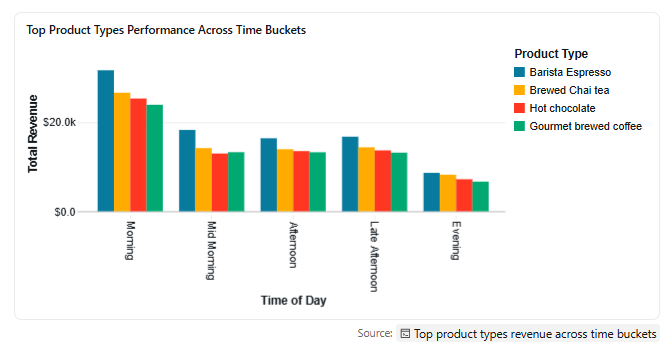 Top Product Types Performance Across Time Buckets
Product Type
Barista Espresso
Brewed Chai tea
Hot chocolate
Gourmet brewed coffee
Total Revenue
$20.0k
$0.0
Morning
Mid Morning
Afternoon
Late Afternoon
Evening
Time of Day
Source: Top product types revenue across time buckets